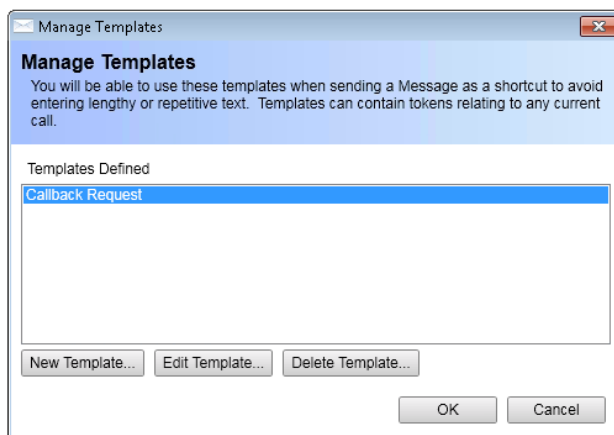 Manage Templates
Manage Templates
You will be able to use these templates when sending a Message as a shortcut to avoid
entering lengthy or repetitive text.  Templates can contain tokens relating to any current
call.
Templates Defined
Callback Request
New Template... Edit Template... Delete Template...
OK Cancel